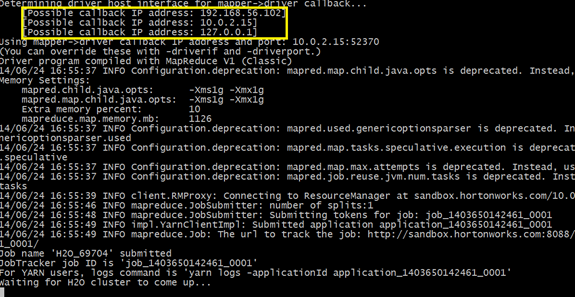 Determining driver host interface for mapper->driver callback...
[Possible callback IP address: 192.168.56.102]
[Possible callback IP address: 10.0.2.15]
[Possible callback IP address: 127.0.0.1]
Using mapper->driver callback IP address and port: 10.0.2.15:52370
(You can override these with -driverif and -driverport.)
Driver program compiled with MapReduce V1 (Classic)
14/06/24 16:55:37 INFO Configuration.deprecation: mapred.map.child.java.opts is deprecated. Instead,
Memory Settings:
mapred.child.java.opts: -Xms1g -Xmx1g
mapred.map.child.java.opts: -Xms1g -Xmx1g
Extra memory percent: 10
mapreduce.map.memory.mb: 1126
14/06/24 16:55:37 INFO Configuration.deprecation: mapred.used.genericoptionsparser is deprecated. In
nericoptionsparser.used
14/06/24 16:55:37 INFO Configuration.deprecation: mapred.map.tasks.speculative.execution is deprecat
.speculative
14/06/24 16:55:37 INFO Configuration.deprecation: mapred.map.max.attempts is deprecated. Instead, us
14/06/24 16:55:37 INFO Configuration.deprecation: mapred.job.reuse.jvm.num.tasks is deprecated. Inst
tasks
14/06/24 16:55:39 INFO client.RMProxy: Connecting to ResourceManager at sandbox.hortonworks.com/10.0
14/06/24 16:55:46 INFO mapreduce.JobSubmitter: number of splits:1
14/06/24 16:55:48 INFO mapreduce.JobSubmitter: Submitting tokens for job: job_1403650142461_0001
14/06/24 16:55:49 INFO impl.YarnClientImpl: Submitted application application_1403650142461_0001
14/06/24 16:55:49 INFO mapreduce.Job: The url to track the job: http://sandbox.hortonworks.com:8088/
1_0001/
Job name 'H2O_69704' submitted
JobTracker job ID is 'job_1403650142461_0001'
For YARN users, logs command is 'yarn logs -applicationId application_1403650142461_0001'
Waiting for H2O cluster to come up...